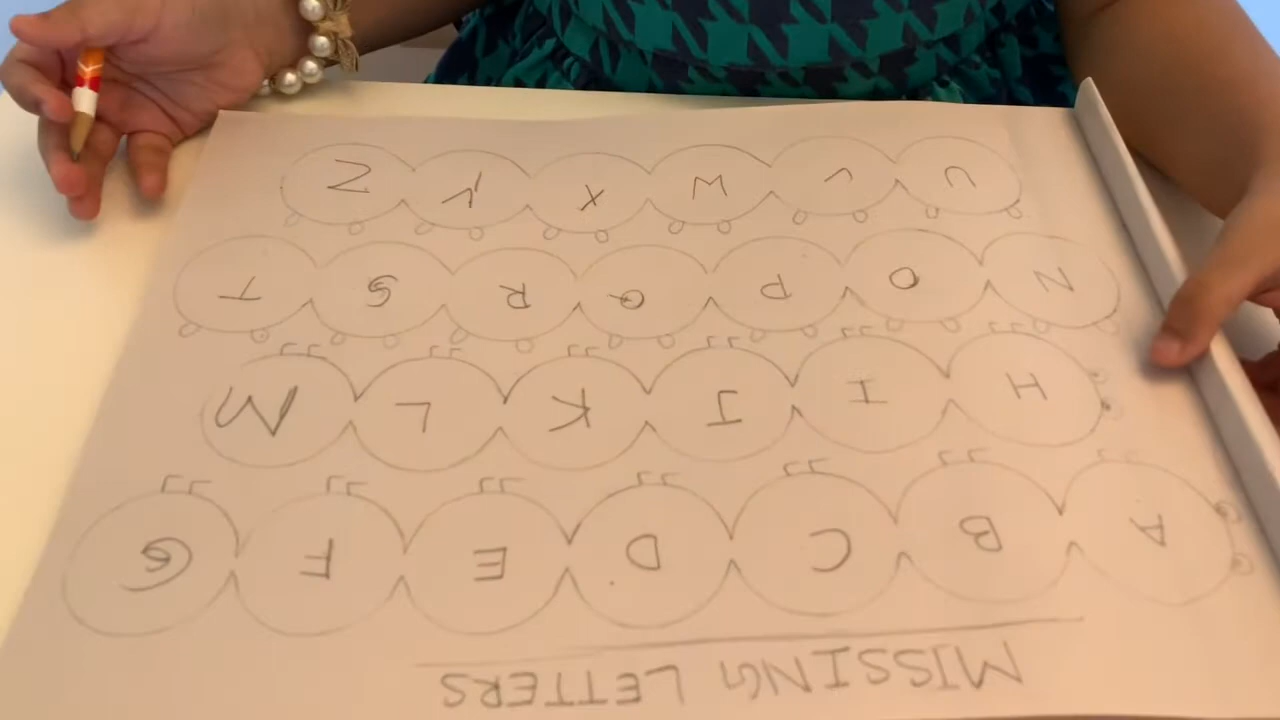 MISSING LETTERS
A B C D E F G
H I J K L M
N O P Q R S T
U V W X Y Z